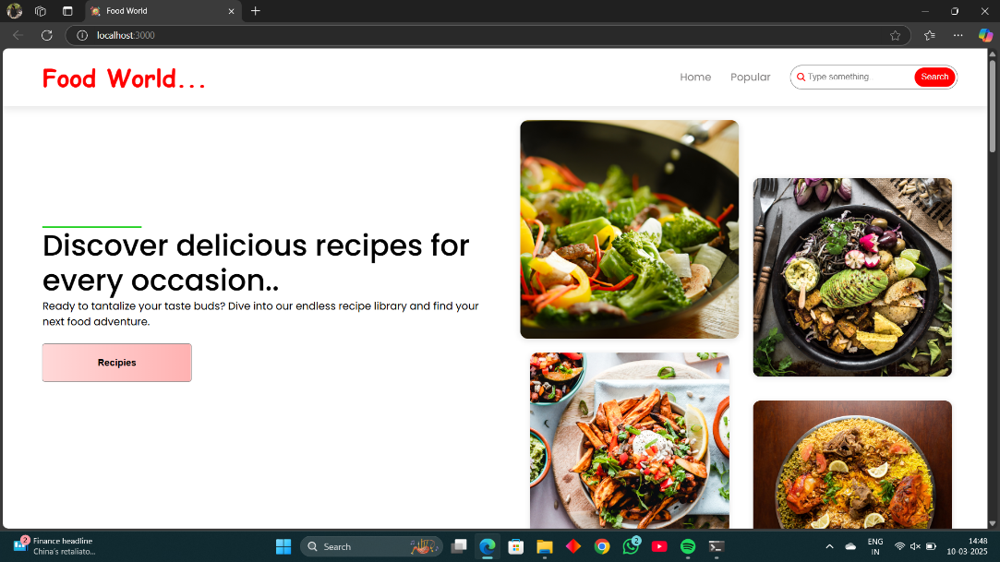 Food World
localhost:3000
Food World...
Home
Popular
Type something..
Search
Discover delicious recipes for
every occasion..
Ready to tantalize your taste buds? Dive into our endless recipe library and find your
next food adventure.
Recipies
2
Finance headline
China's retaliato...
Search
2
ENG
IN
14:48
10-03-2025